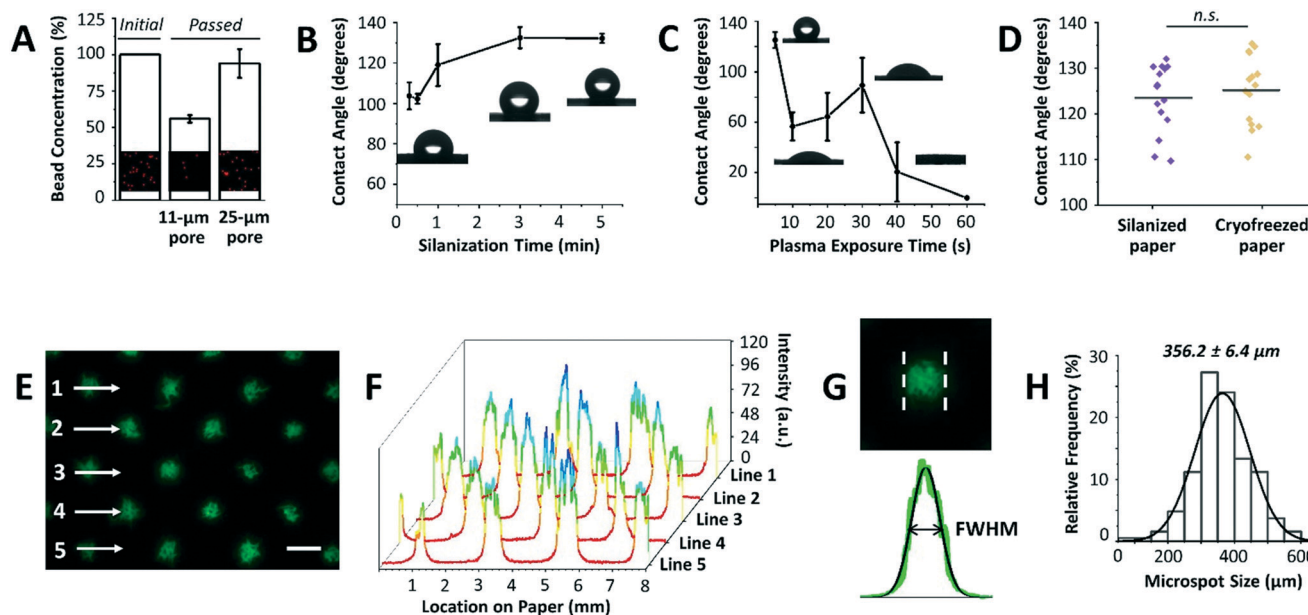 A
Initial
Passed
Bead Concentration (%)
125
100
75
50
25
0
11-μm
pore
25-μm
pore
B
Contact Angle (degrees)
140
120
100
80
60
0
1
2
3
4
5
Silanization Time (min)
C
Contact Angle (degrees)
140
100
60
20
10
20
30
40
50
60
Plasma Exposure Time (s)
D
Contact Angle (degrees)
n.s.
140
130
120
110
100
Silanized
paper
Cryofreezed
paper
E
1
2
3
4
5
F
120
96
72
48
24
0
Intensity (a.u.)
Line 1
Line 2
Line 3
Line 4
Line 5
1
2
3
4
5
6
7
8
Location on Paper (mm)
G
FWHM
H
356.2 ± 6.4 μm
Relative Frequency (%)
30
20
10
0
0
200
400
600
Microspot Size (μm)